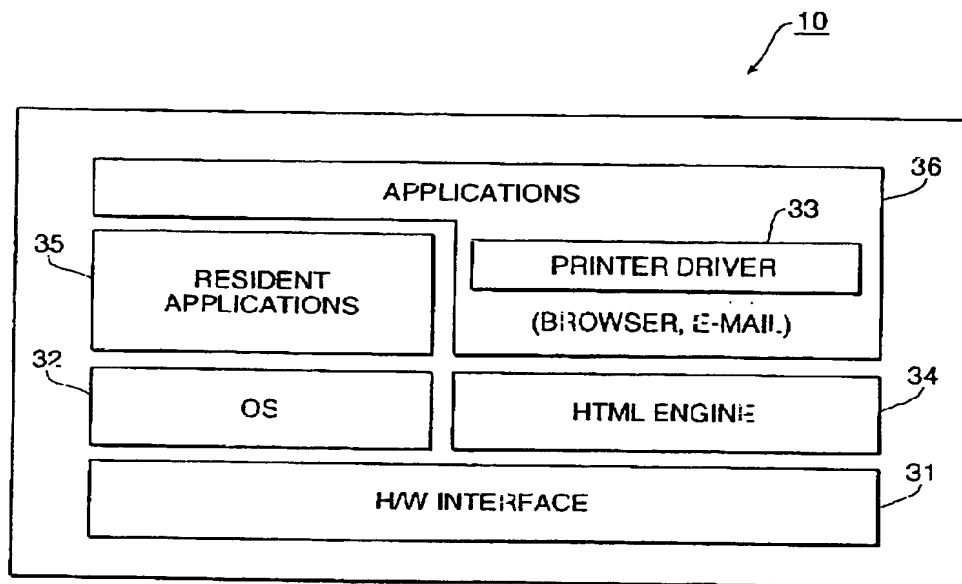 10
APPLICATIONS
36
33
35
PRINTER DRIVER
RESIDENT
APPLICATIONS
(BROWSER, E-MAIL)
32
34
OS
HTML ENGINE
31
H/W INTERFACE